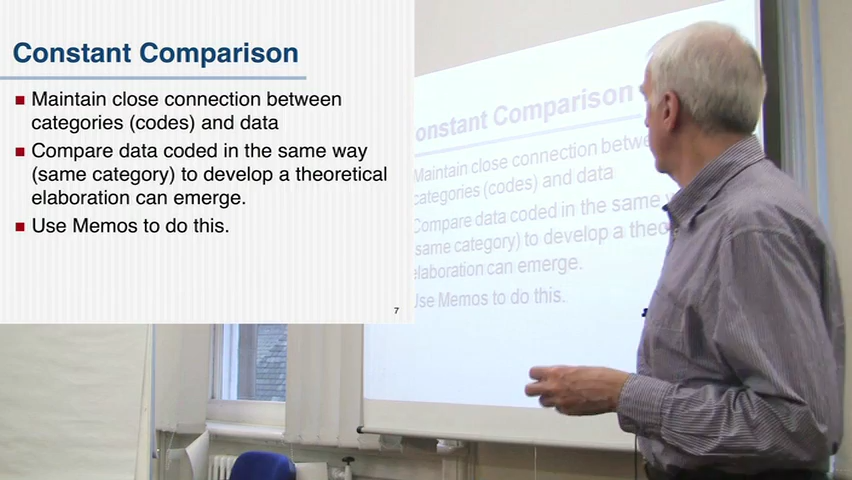 Constant Comparison
Maintain close connection between
categories (codes) and data
Compare data coded in the same way
(same category) to develop a theoretical
elaboration can emerge.
Use Memos to do this.
7
onstant Comparison
Maintain close connection betwe
categories (codes) and data
Compare data coded in the same w
same category) to develop a theo
elaboration can emerge.
Use Memos to do this.